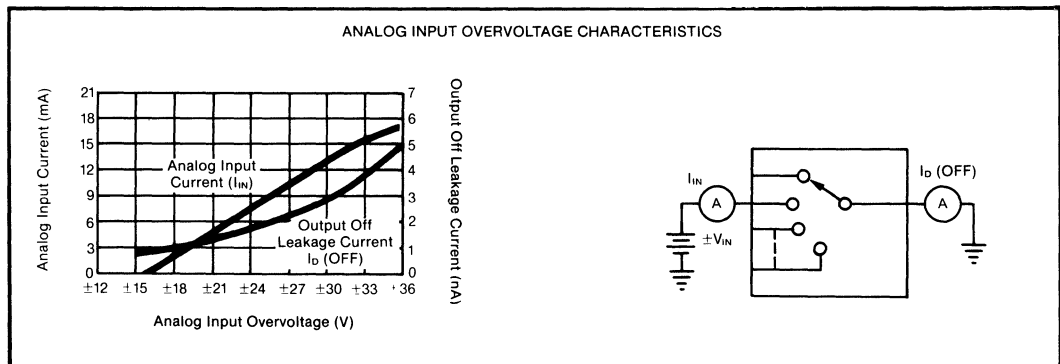 ANALOG INPUT OVERVOLTAGE CHARACTERISTICS
Analog Input Current (mA)
21
18
15
12
9
6
3
0
Analog Input
Current (IIN)
Output Off
Leakage Current
ID (OFF)
7
6
5
4
3
2
1
0
Output Off Leakage Current (nA)
±12 ±15 ±18 ±21 ±24 ±27 ±30 ±33 36
Analog Input Overvoltage (V)
IIN
A
±VIN
ID (OFF)
A